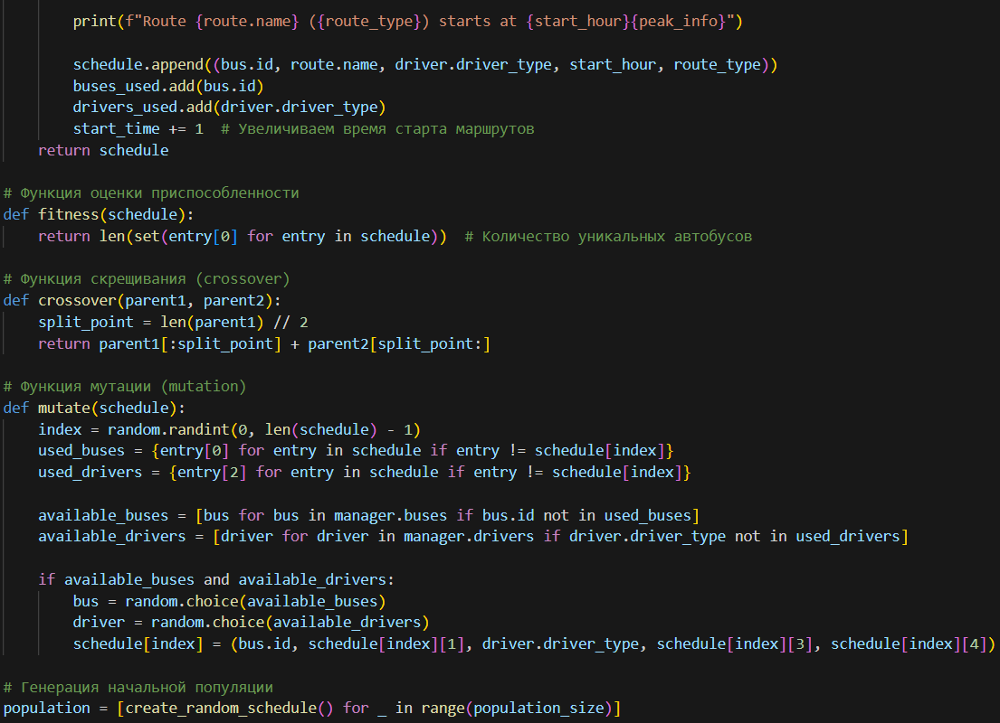 print(f"Route {route.name} ({route_type}) starts at {start_hour}{peak_info}")
schedule.append((bus.id, route.name, driver.driver_type, start_hour, route_type))
buses_used.add(bus.id)
drivers_used.add(driver.driver_type)
start_time += 1  # Увеличиваем время старта маршрутов
return schedule
# Функция оценки приспособленности
def fitness(schedule):
return len(set(entry[0] for entry in schedule))  # Количество уникальных автобусов
# Функция скрещивания (crossover)
def crossover(parent1, parent2):
split_point = len(parent1) // 2
return parent1[:split_point] + parent2[split_point:]
# Функция мутации (mutation)
def mutate(schedule):
index = random.randint(0, len(schedule) - 1)
used_buses = {entry[0] for entry in schedule if entry != schedule[index]}
used_drivers = {entry[2] for entry in schedule if entry != schedule[index]}
available_buses = [bus for bus in manager.buses if bus.id not in used_buses]
available_drivers = [driver for driver in manager.drivers if driver.driver_type not in used_drivers]
if available_buses and available_drivers:
bus = random.choice(available_buses)
driver = random.choice(available_drivers)
schedule[index] = (bus.id, schedule[index][1], driver.driver_type, schedule[index][3], schedule[index][4])
# Генерация начальной популяции
population = [create_random_schedule() for _ in range(population_size)]